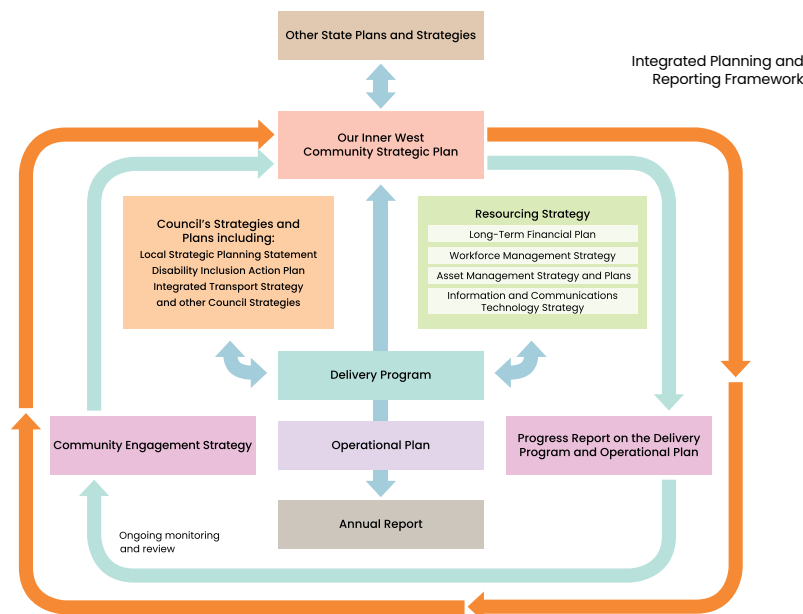 Other State Plans and Strategies
Integrated Planning and
Reporting Framework
Our Inner West
Community Strategic Plan
Council’s Strategies and
Plans including:
Local Strategic Planning Statement
Disability Inclusion Action Plan
Integrated Transport Strategy
and other Council Strategies
Resourcing Strategy
Long-Term Financial Plan
Workforce Management Strategy
Asset Management Strategy and Plans
Information and Communications
Technology Strategy
Delivery Program
Community Engagement Strategy
Operational Plan
Progress Report on the Delivery
Program and Operational Plan
Annual Report
Ongoing monitoring
and review